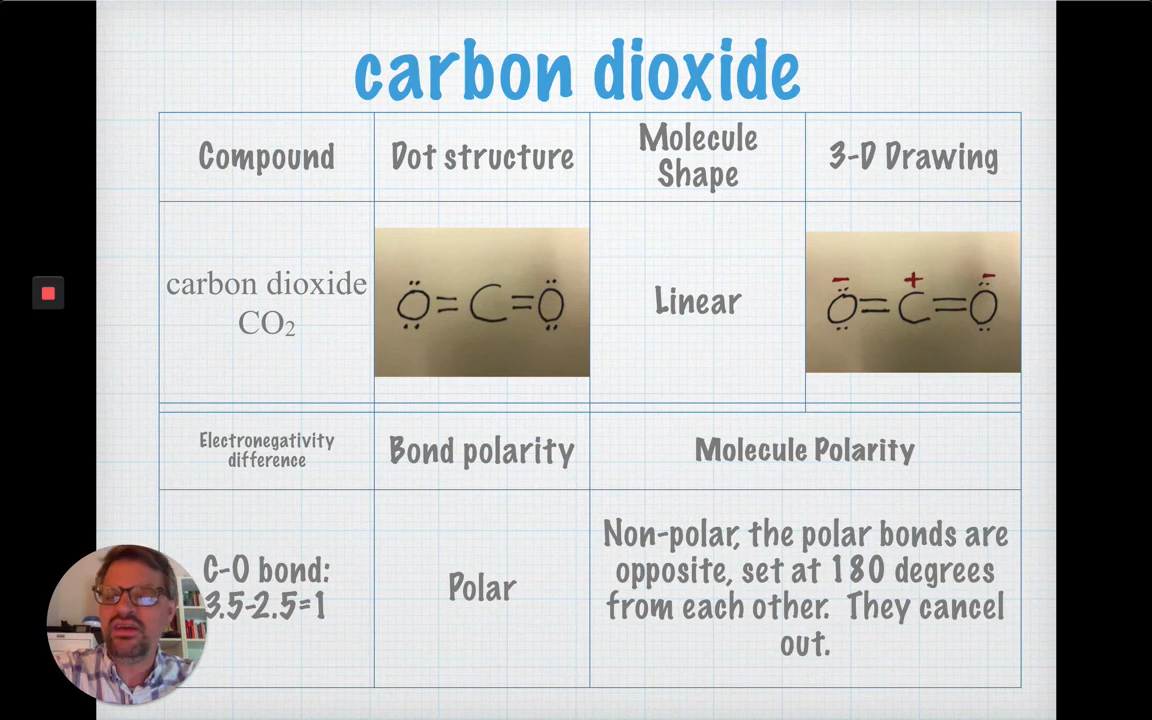 carbon dioxide
Compound
Dot structure
Molecule
Shape
3-D Drawing
carbon dioxide
CO₂
Ö=C=Ö
Linear
− + −
Ö=C=Ö
Electronegativity
difference
Bond polarity
Molecule Polarity
C-O bond:
3.5-2.5=1
Polar
Non-polar, the polar bonds are
opposite, set at 180 degrees
from each other. They cancel
out.